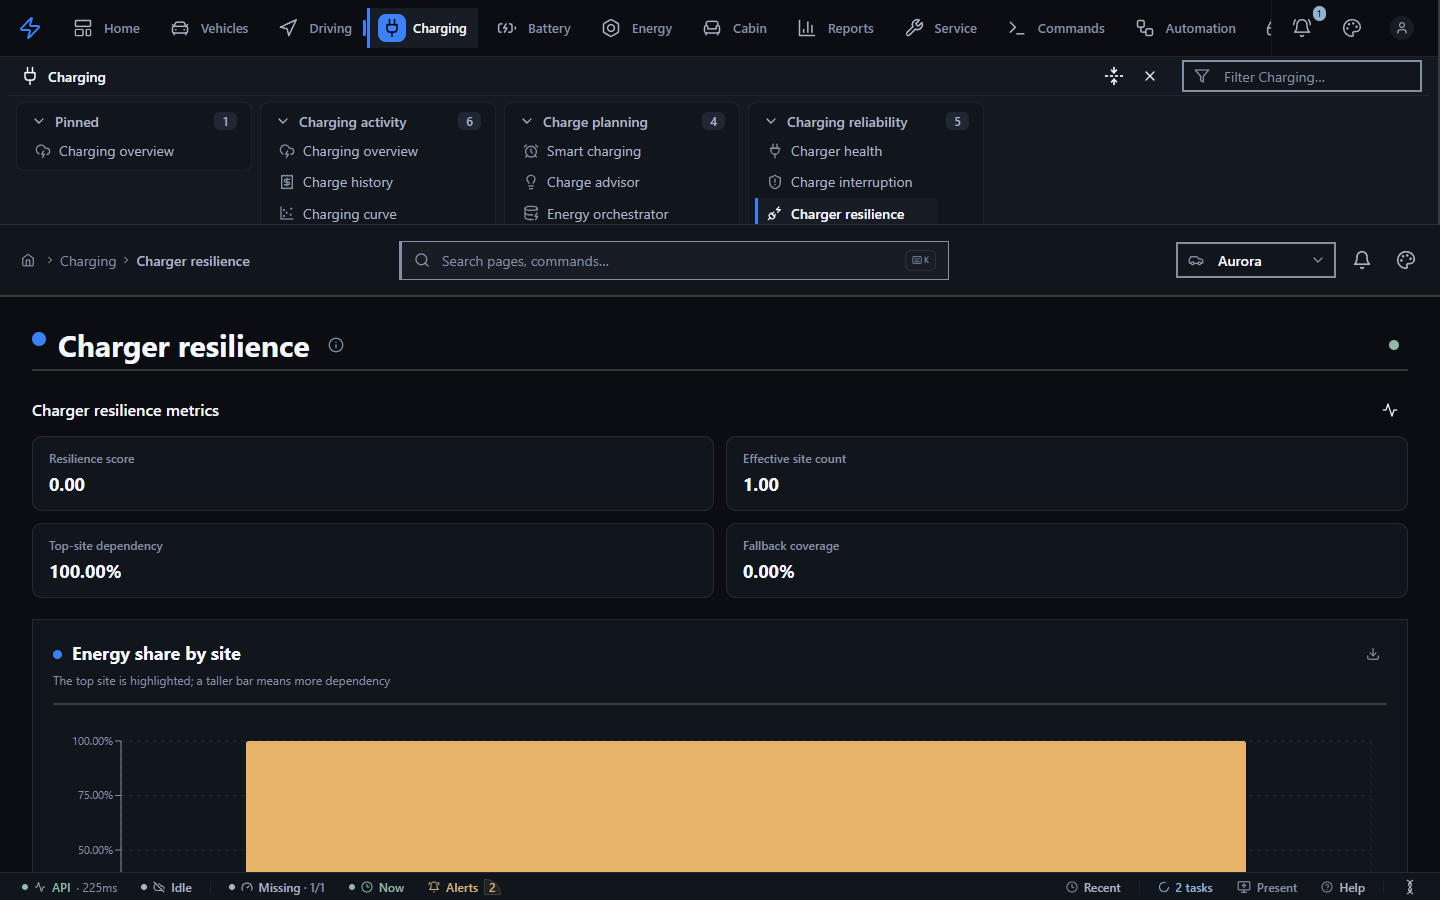 Home
Vehicles
Driving
Charging
Battery
Energy
Cabin
Reports
Service
Commands
Automation
1
Charging
Filter Charging...
Pinned 1
Charging overview
Charging activity 6
Charging overview
Charge history
Charging curve
Charge planning 4
Smart charging
Charge advisor
Energy orchestrator
Charging reliability 5
Charger health
Charge interruption
Charger resilience
Charging
Charger resilience
Search pages, commands...
K
Aurora
Charger resilience
Charger resilience metrics
Resilience score
0.00
Effective site count
1.00
Top-site dependency
100.00%
Fallback coverage
0.00%
Energy share by site
The top site is highlighted; a taller bar means more dependency
100.00%
75.00%
50.00%
API · 225ms
Idle
Missing · 1/1
Now
Alerts 2
Recent
2 tasks
Present
Help